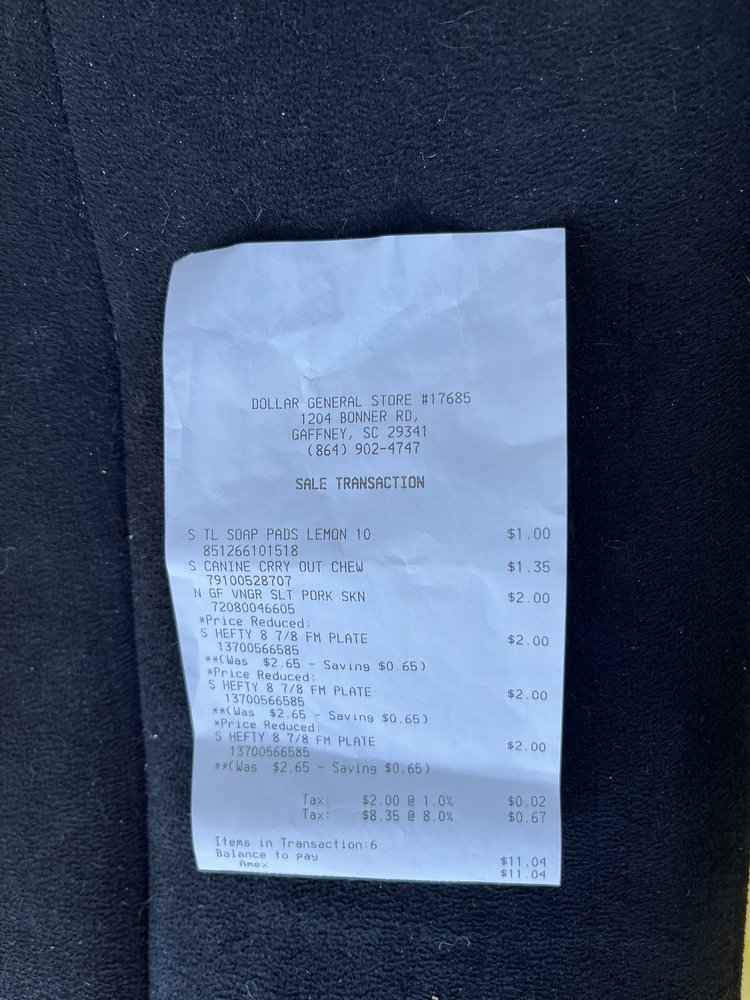 DOLLAR GENERAL STORE #17685
1204 BONNER RD,
GAFFNEY, SC 29341
(864) 902-4747
SALE TRANSACTION
S TL SOAP PADS LEMON 10 $1.00
851266101518
S CANINE CRRY OUT CHEW $1.35
79100528707
N GF VNGR SLT PORK SKN $2.00
72080046605
*Price Reduced:
S HEFTY 8 7/8 FM PLATE $2.00
13700566585
**(Was $2.65 - Saving $0.65)
*Price Reduced:
S HEFTY 8 7/8 FM PLATE $2.00
13700566585
**(Was $2.65 - Saving $0.65)
*Price Reduced:
S HEFTY 8 7/8 FM PLATE $2.00
13700566585
**(Was $2.65 - Saving $0.65)
Tax: $2.00 @ 1.0% $0.02
Tax: $8.35 @ 8.0% $0.67
Items in Transaction:6
Balance to pay $11.04
Amex $11.04